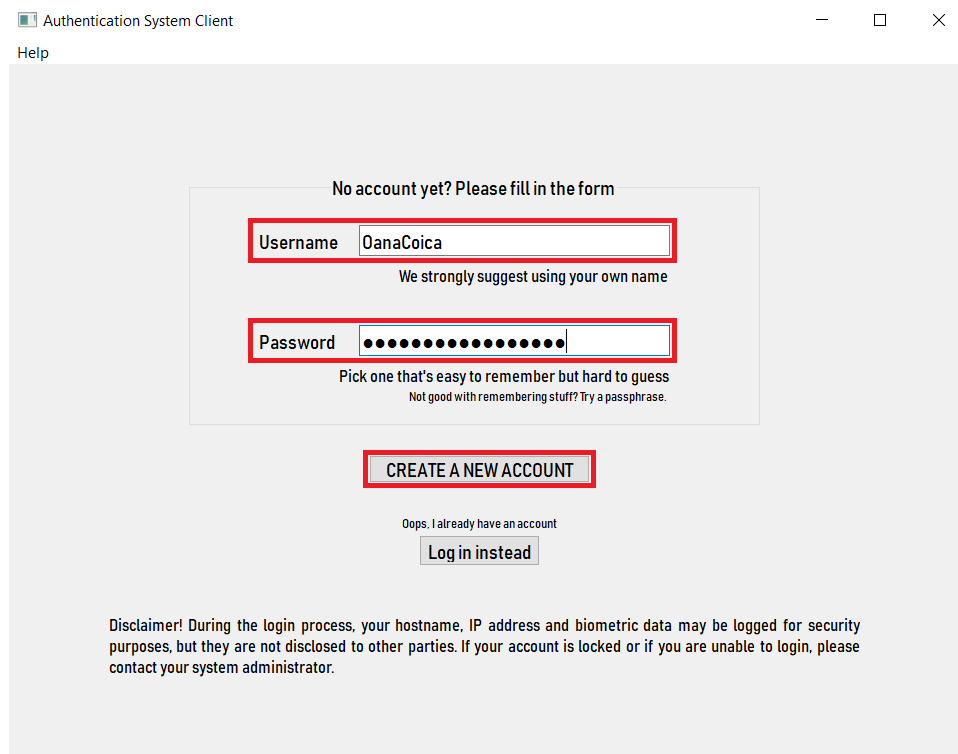 Authentication System Client
Help
No account yet? Please fill in the form
Username OanaCoica
We strongly suggest using your own name
Password ●●●●●●●●●●●●●●●●●
Pick one that's easy to remember but hard to guess
Not good with remembering stuff? Try a passphrase.
CREATE A NEW ACCOUNT
Oops, I already have an account
Log in instead
Disclaimer! During the login process, your hostname, IP address and biometric data may be logged for security
purposes, but they are not disclosed to other parties. If your account is locked or if you are unable to login, please
contact your system administrator.